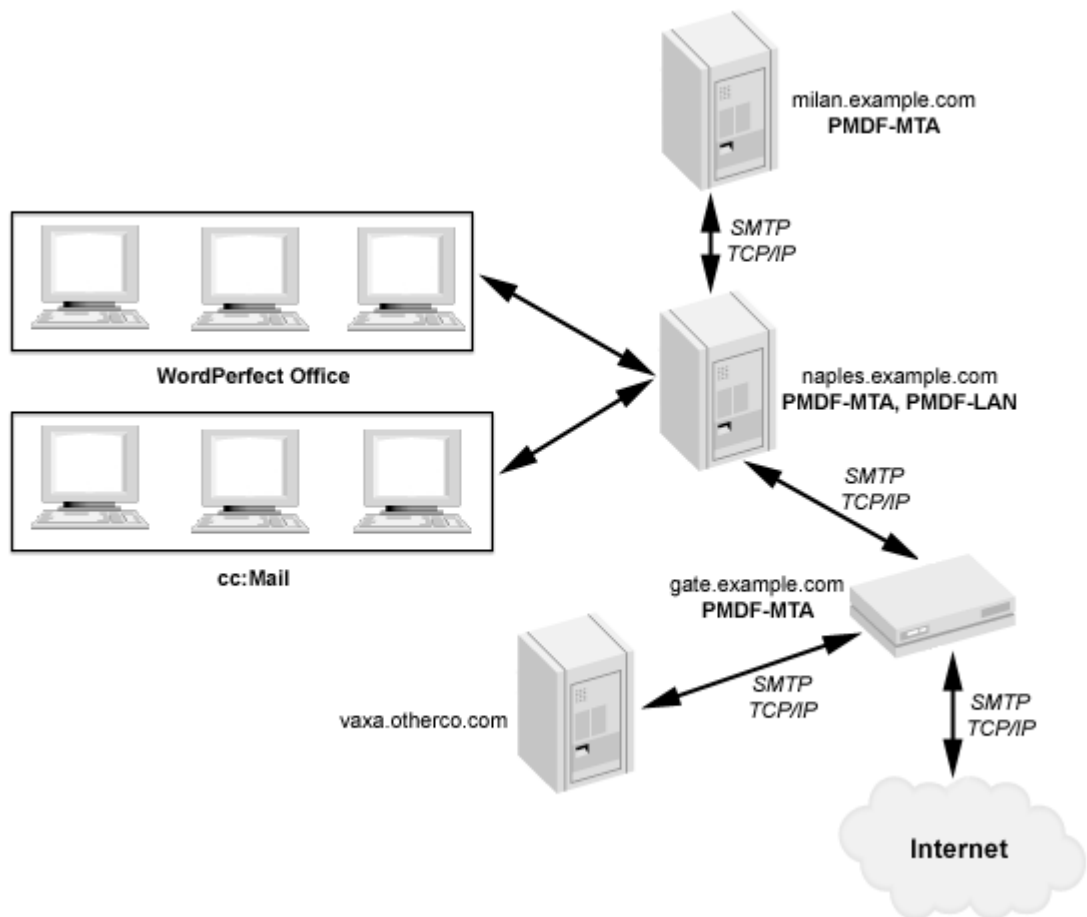 milan.example.com
PMDF-MTA
SMTP
TCP/IP
WordPerfect Office
naples.example.com
PMDF-MTA, PMDF-LAN
SMTP
TCP/IP
cc:Mail
gate.example.com
PMDF-MTA
SMTP
TCP/IP
vaxa.otherco.com
SMTP
TCP/IP
Internet